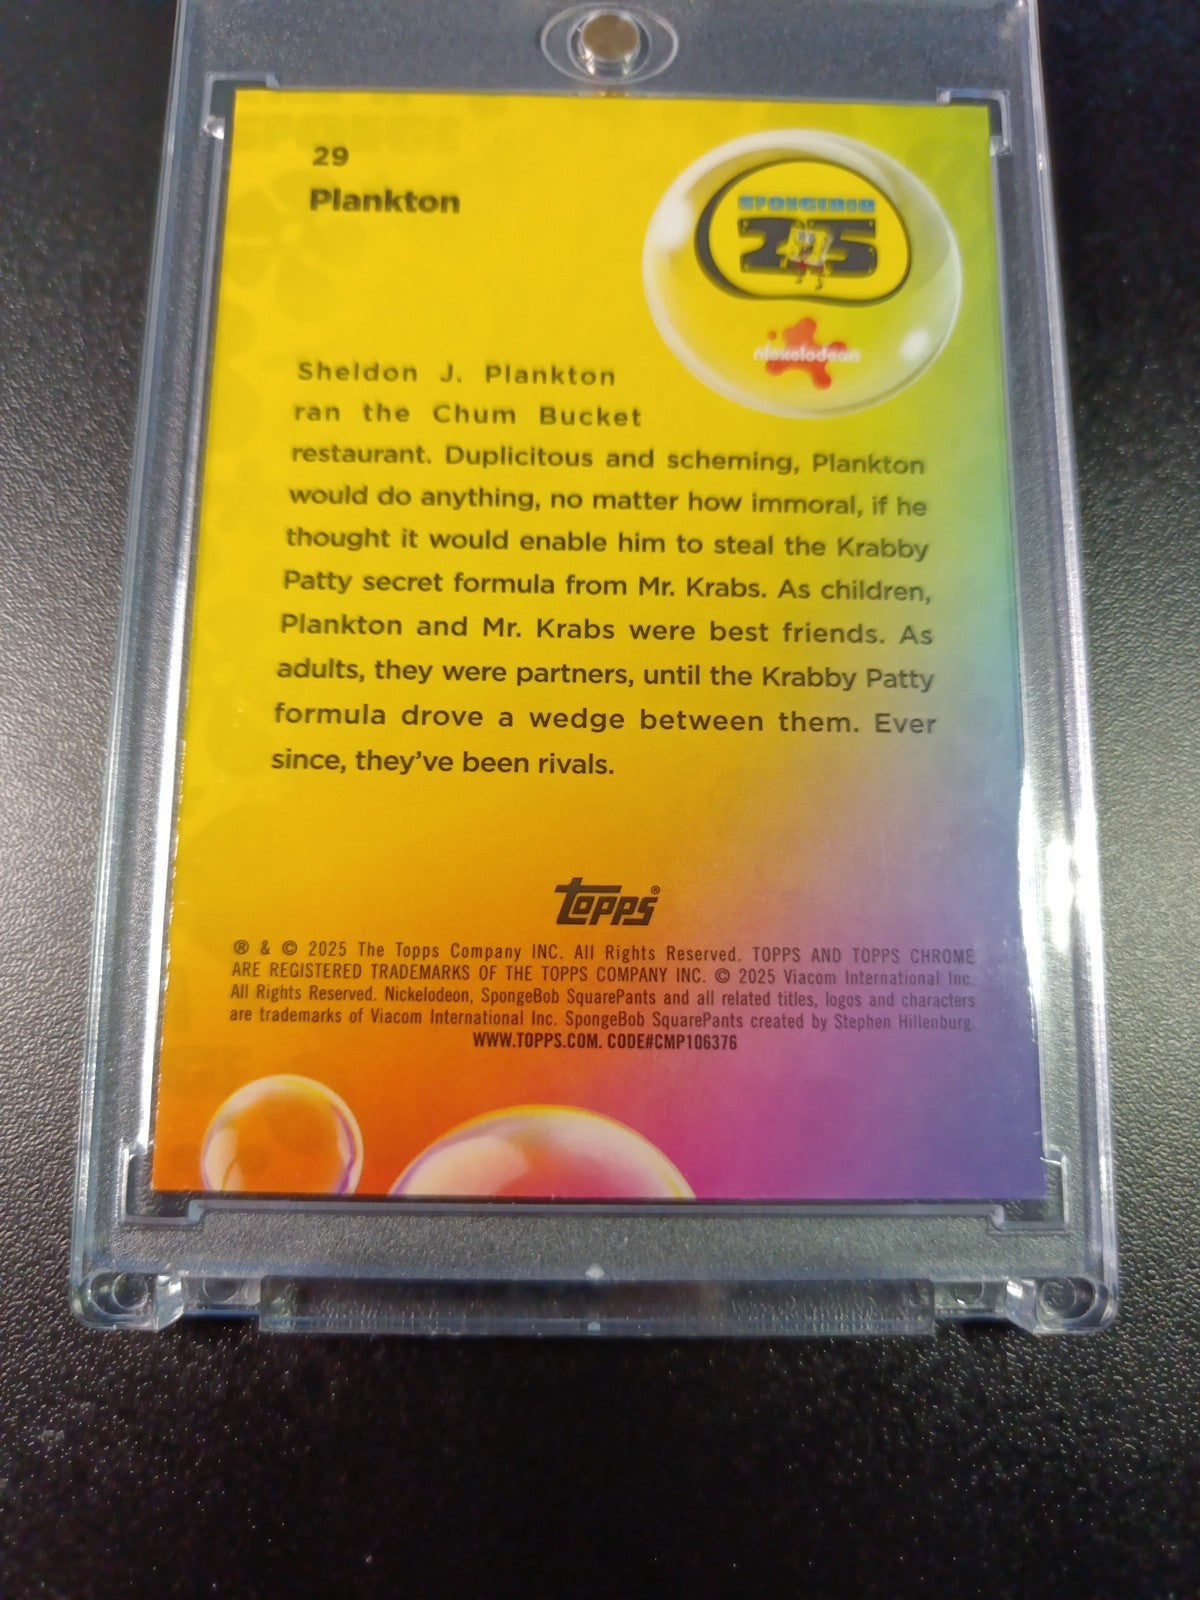 29
Plankton
SPONGEBOB
25
nickelodeon
Sheldon J. Plankton
ran the Chum Bucket
restaurant. Duplicitous and scheming, Plankton
would do anything, no matter how immoral, if he
thought it would enable him to steal the Krabby
Patty secret formula from Mr. Krabs. As children,
Plankton and Mr. Krabs were best friends. As
adults, they were partners, until the Krabby Patty
formula drove a wedge between them. Ever
since, they've been rivals.
Topps®
® & © 2025 The Topps Company INC. All Rights Reserved. TOPPS AND TOPPS CHROME
ARE REGISTERED TRADEMARKS OF THE TOPPS COMPANY INC. © 2025 Viacom International Inc.
All Rights Reserved. Nickelodeon, SpongeBob SquarePants and all related titles, logos and characters
are trademarks of Viacom International Inc. SpongeBob SquarePants created by Stephen Hillenburg.
WWW.TOPPS.COM. CODE#CMP106376